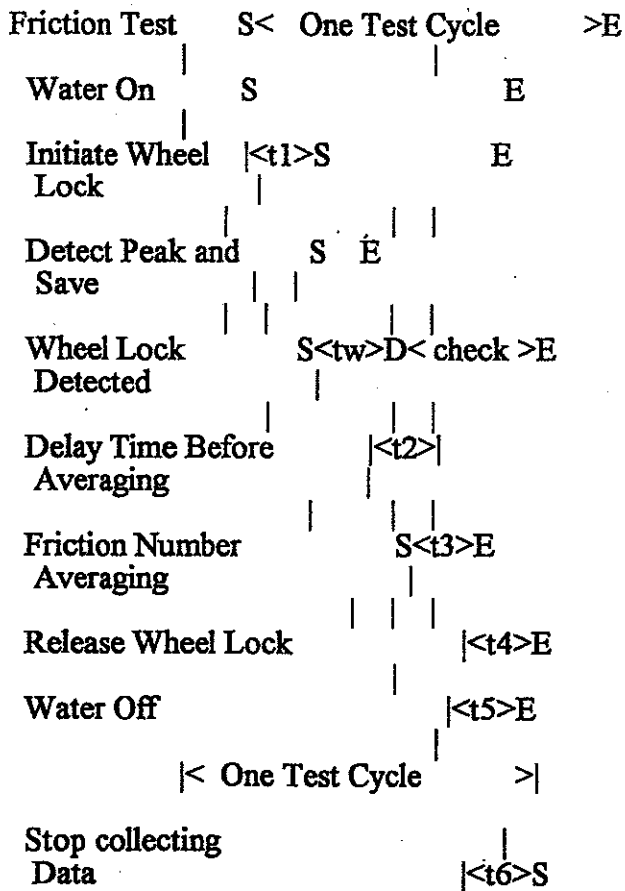 Friction Test S< One Test Cycle >E
| |
Water On S E
|
Initiate Wheel |<t1>S E
Lock |
| | |
Detect Peak and S É
Save | |
| | | |
Wheel Lock S<tw>D< check >E
Detected |
| | |
Delay Time Before |<t2>|
Averaging |
| | |
Friction Number S<t3>E
Averaging |
| | |
Release Wheel Lock |<t4>E
|
Water Off |<t5>E
|
|< One Test Cycle >|
Stop collecting |
Data |<t6>S